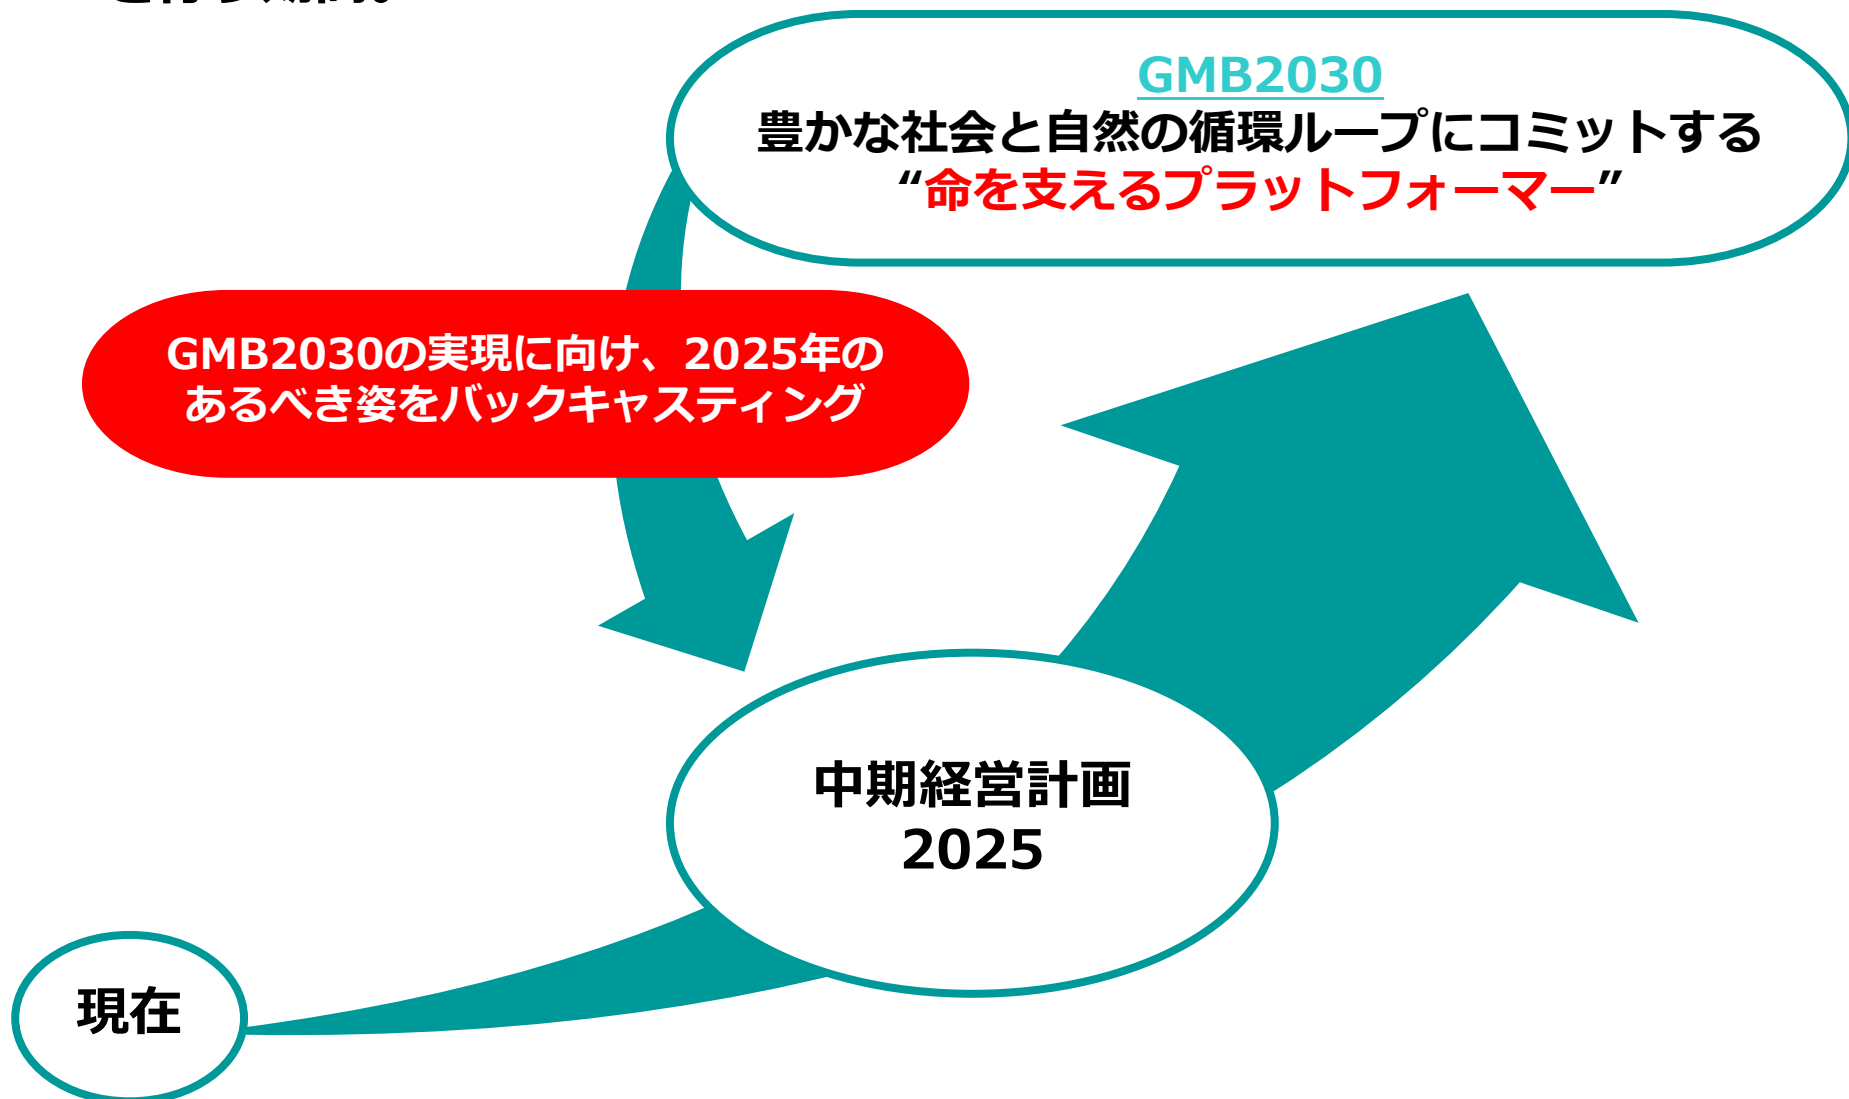 GMB2030
豊かな社会と自然の循環ループにコミットする
“命を支えるプラットフォーマー”
GMB2030の実現に向け、2025年の
あるべき姿をバックキャスティング
中期経営計画
2025
現在